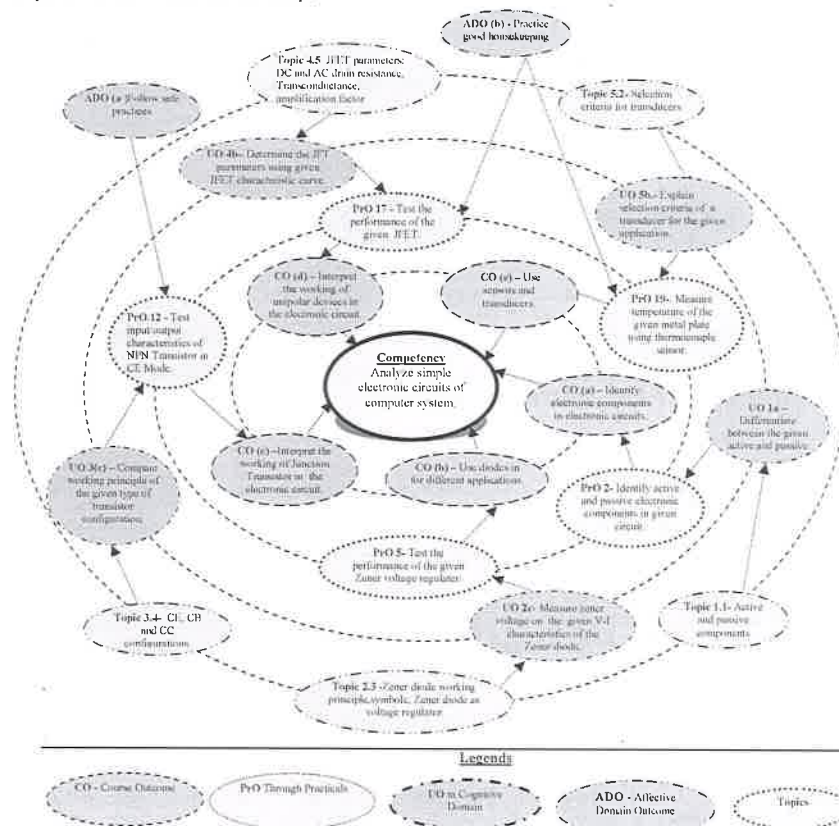 ADO (b) - Practice
good housekeeping
Topic 4.5 JFET parameters:
DC and AC drain resistance,
Transconductance,
amplification factor
Topic 5.2- Selection
criteria for transducers
ADO (a) Follow safe
practices
UO 4b- Determine the JFT
parameters using given
JFET characteristic curve.
UO 5b- Explain
selection criteria of a
transducer for the given
application.
PrO 17 - Test the
performance of the
given JFET.
CO (d) – Interpret
the working of
unipolar devices in
the electronic circuit
CO (e) – Use
sensors and
transducers.
PrO 12 - Test
input/output
characteristics of
NPN Transistor in
CE Mode.
PrO 19- Measure
temperature of the
given metal plate
using thermocouple
sensor.
Competency
Analyze simple
electronic circuits of
computer system.
CO (a) – Identify
electronic components
in electronic circuits.
UO 1a –
Differentiate
between the given
active and passive
CO (c) –Interpret the
working of Junction
Transistor in the
electronic circuit.
CO (b) – Use diodes in
for different applications.
UO 3(c) – Compare
working principle of
the given type of
transistor
configuration.
PrO 2- Identify active
and passive electronic
components in given
circuit.
PrO 5- Test the
performance of the given
Zener voltage regulater.
UO 2c- Measure zener
voltage on the given V-I
characteristics of the
Zener diode.
Topic 1.1- Active
and passive
components
Topic 3.4- CE, CB
and CC
configurations
Topic 2.3 -Zener diode working
principle,symbols, Zener diode as
voltage regulator
Legends
CO - Course Outcome
PrO Through Practicals
UO in Cognitive
Domain
ADO - Affective
Domain Outcome
Topics